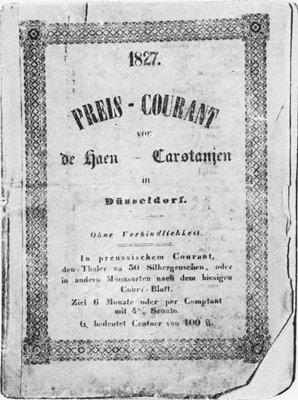 1827.
PREIS - COURANT
von
de Haen - Carstanjen
in
Düsseldorf.
Ohne Verbindlichkeit
In preussischem Courant,
den Thaler zu 30 Silbergroschen, oder
in andern Münzsorten nach dem hiesigen
Cours-Blatt.
Ziel 6 Monate oder per Comptant
mit 4% Sconto.
G. bedeutet Centner von 100 ℔.